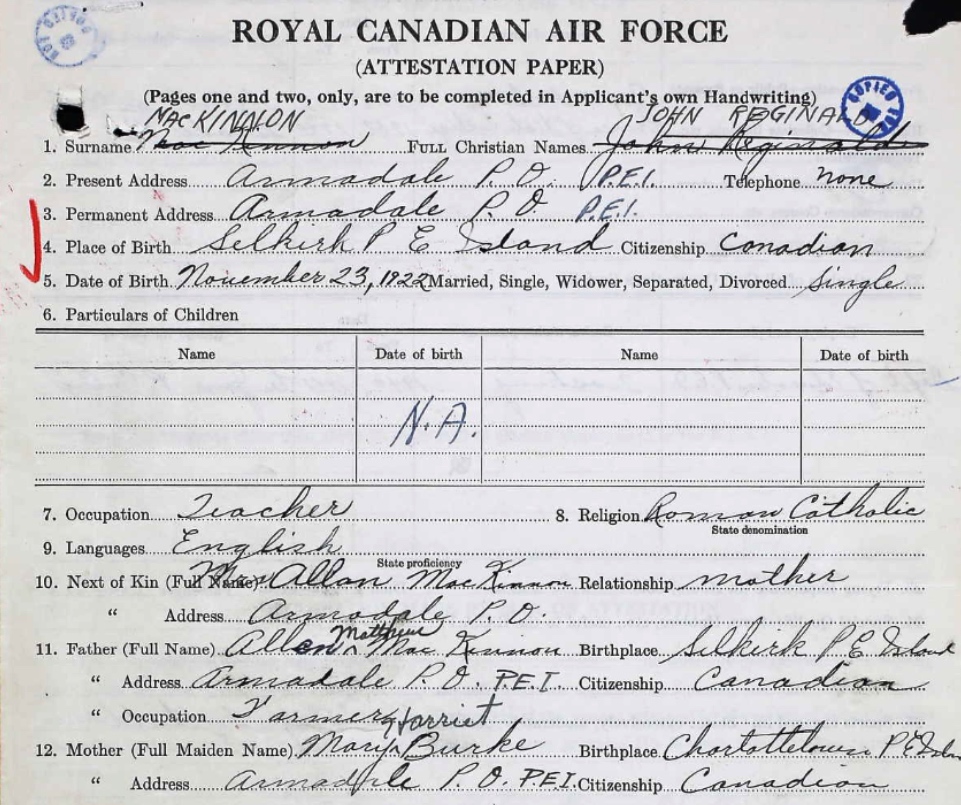 ROYAL CANADIAN AIR FORCE
(ATTESTATION PAPER)
(Pages one and two, only, are to be completed in Applicant's own Handwriting)
MACKINNON JOHN REGINALD
1. Surname Mac Kinnon FULL Christian Names John Reginald
2. Present Address Armadale P. O. P.E.I. Telephone none
3. Permanent Address Armadale P. O. P.E.I.
4. Place of Birth Selkirk P E Island Citizenship Canadian
5. Date of Birth November 23, 1922 Married, Single, Widower, Separated, Divorced Single
6. Particulars of Children
Name Date of birth Name Date of birth
N.A.
7. Occupation Teacher 8. Religion Roman Catholic
State denomination
9. Languages English
State proficiency
10. Next of Kin (Full Name) Mrs Allan Mac Kinnon Relationship mother
" Address Armadale P. O.
Matthew
11. Father (Full Name) Allan Mac Kinnon Birthplace Selkirk P E Island
" Address Armadale P. O. P.E.I. Citizenship Canadian
" Occupation Farmer
Harriet
12. Mother (Full Maiden Name) Mary Burke Birthplace Charlottetown P E Island
" Address Armadale P. O. P.E.I. Citizenship Canadian